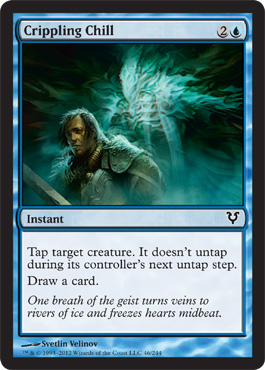 Crippling Chill 2
Instant
Tap target creature. It doesn't untap
during its controller's next untap step.
Draw a card.
One breath of the geist turns veins to
rivers of ice and freezes hearts midbeat.
Svetlin Velinov
™ & © 1993–2012 Wizards of the Coast LLC 46/244